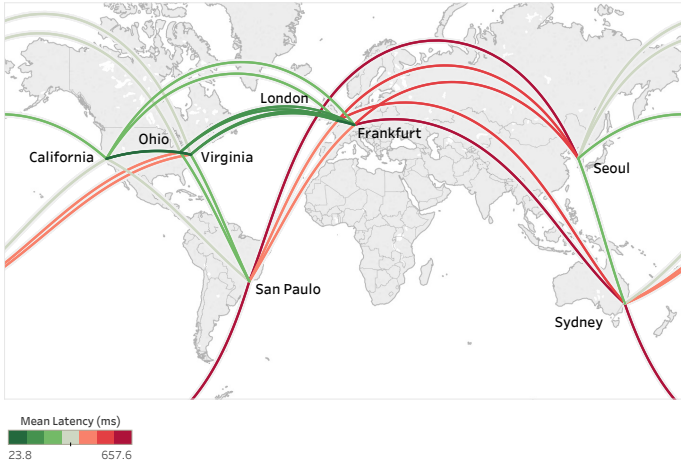 London
Ohio
Frankfurt
California
Virginia
Seoul
San Paulo
Sydney
Mean Latency (ms)
23.8 657.6